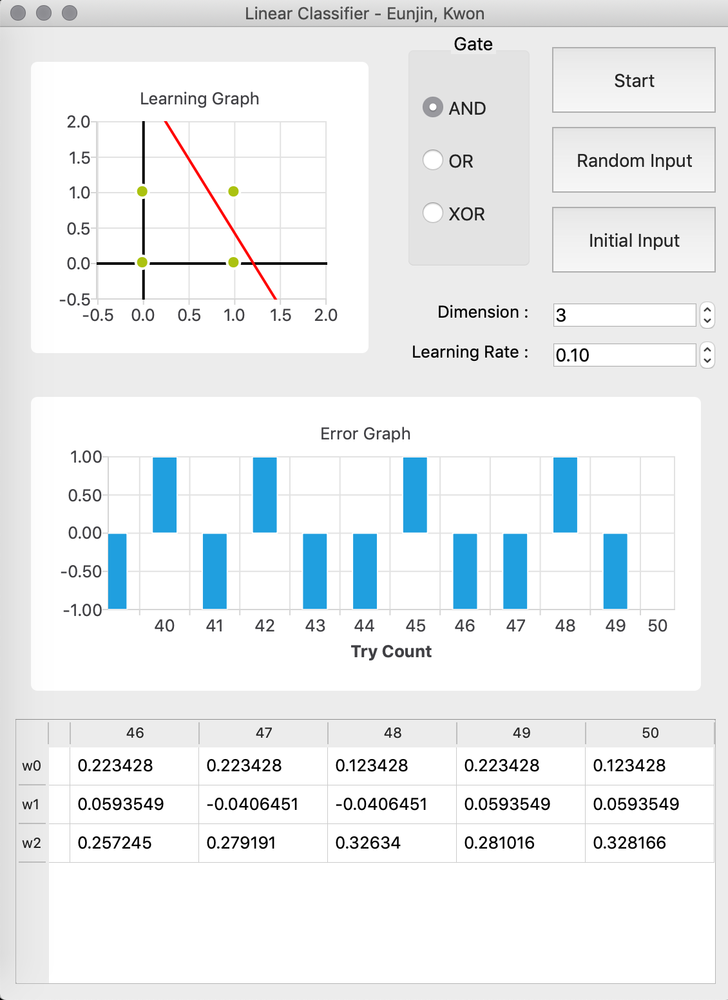 Linear Classifier - Eunjin, Kwon
Learning Graph
2.0
1.5
1.0
0.5
0.0
-0.5
-0.5 0.0 0.5 1.0 1.5 2.0
Gate
AND
OR
XOR
Start
Random Input
Initial Input
Dimension : 3
Learning Rate : 0.10
Error Graph
1.00
0.50
0.00
-0.50
-1.00
40 41 42 43 44 45 46 47 48 49 50
Try Count
46 47 48 49 50
w0 0.223428 0.223428 0.123428 0.223428 0.123428
w1 0.0593549 -0.0406451 -0.0406451 0.0593549 0.0593549
w2 0.257245 0.279191 0.32634 0.281016 0.328166